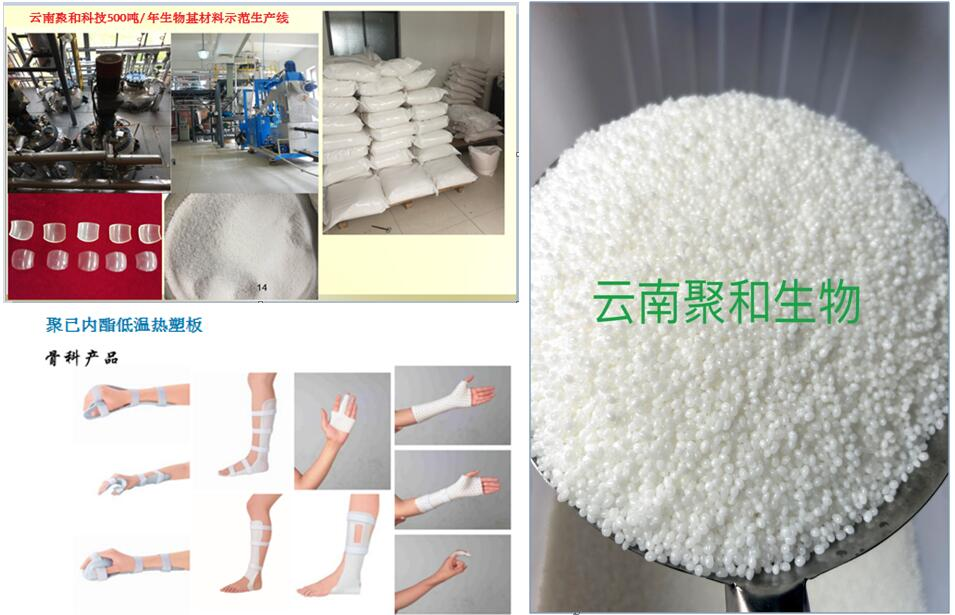 云南聚和科技500吨/年生物基材料示范生产线
14
云南聚和生物
聚已内酯低温热塑板
骨科产品